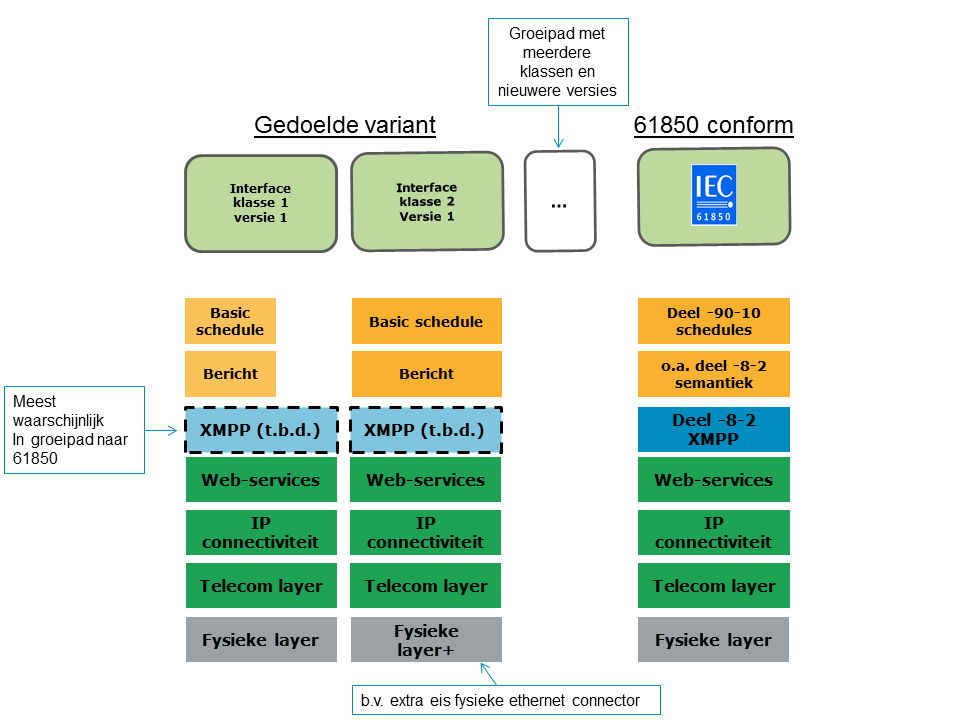 Groeipad met
meerdere
klassen en
nieuwere versies
Gedoelde variant
61850 conform
Interface
klasse 1
versie 1
Interface
klasse 2
Versie 1
...
IEC
61850
Basic
schedule
Basic schedule
Deel -90-10
schedules
Bericht
Bericht
o.a. deel -8-2
semantiek
Meest
waarschijnlijk
In groeipad naar
61850
XMPP (t.b.d.)
XMPP (t.b.d.)
Deel -8-2
XMPP
Web-services
Web-services
Web-services
IP
connectiviteit
IP
connectiviteit
IP
connectiviteit
Telecom layer
Telecom layer
Telecom layer
Fysieke layer
Fysieke
layer+
Fysieke layer
b.v. extra eis fysieke ethernet connector